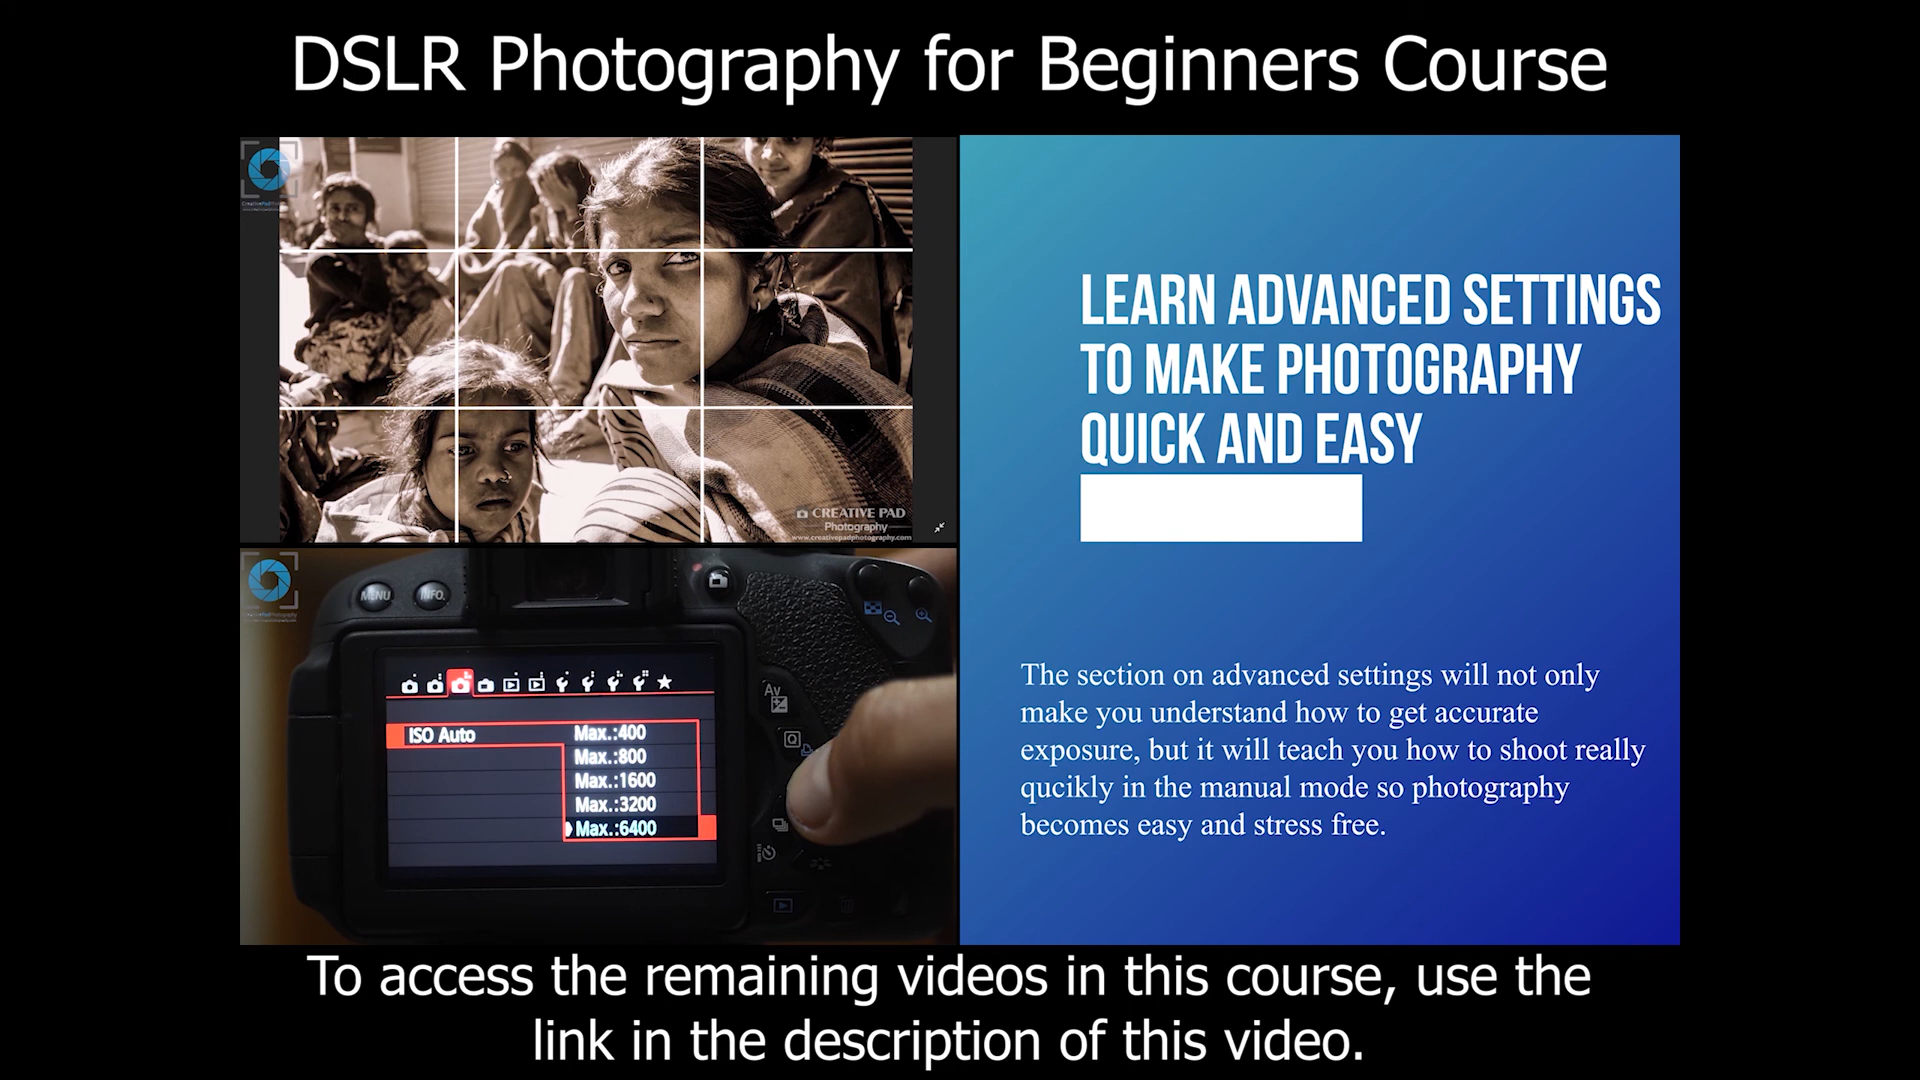 DSLR Photography for Beginners Course
CREATIVE PAD
Photography
www.creativepadphotography.com
LEARN ADVANCED SETTINGS
TO MAKE PHOTOGRAPHY
QUICK AND EASY
The section on advanced settings will not only
make you understand how to get accurate
exposure, but it will teach you how to shoot really
qucikly in the manual mode so photography
becomes easy and stress free.
MENU
INFO.
Av
Q
ISO Auto
Max.:400
Max.:800
Max.:1600
Max.:3200
Max.:6400
To access the remaining videos in this course, use the
link in the description of this video.